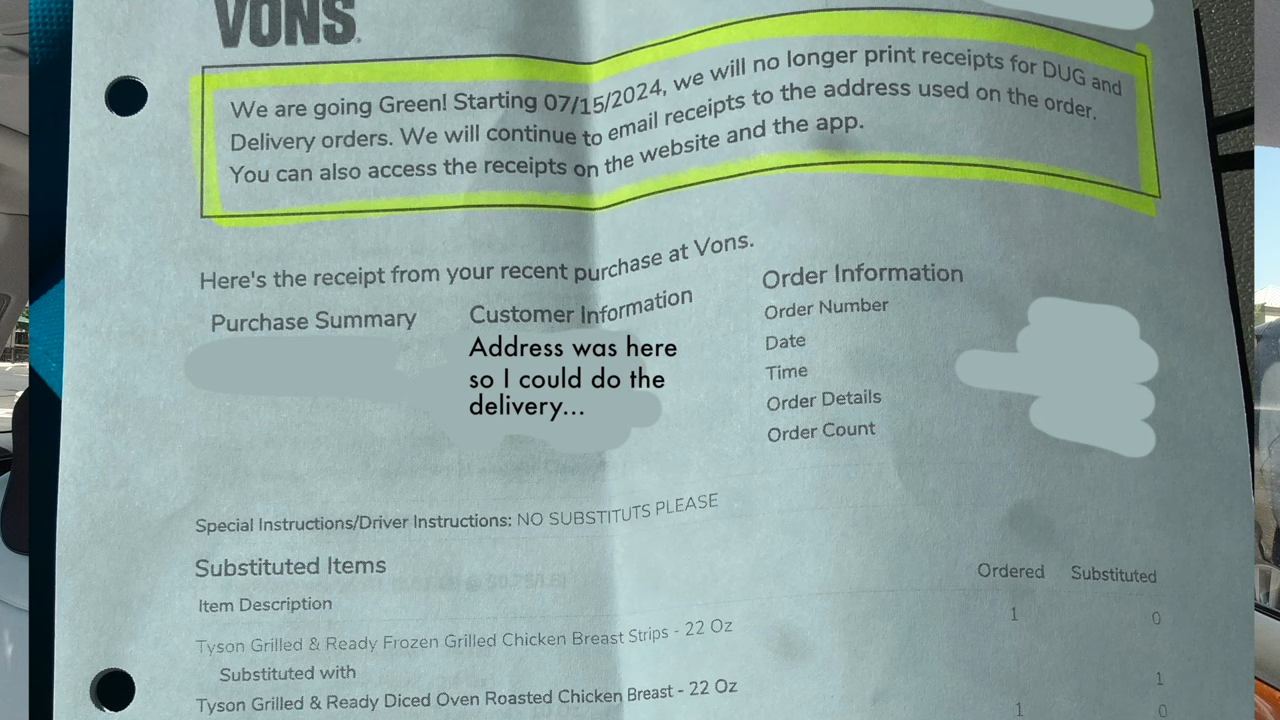 VONS.
We are going Green! Starting 07/15/2024, we will no longer print receipts for DUG and
Delivery orders. We will continue to email receipts to the address used on the order.
You can also access the receipts on the website and the app.
Here's the receipt from your recent purchase at Vons.
Purchase Summary
Customer Information
Address was here
so I could do the
delivery...
Order Information
Order Number
Date
Time
Order Details
Order Count
Special Instructions/Driver Instructions: NO SUBSTITUTS PLEASE
Substituted Items
Item Description Ordered Substituted
Tyson Grilled & Ready Frozen Grilled Chicken Breast Strips - 22 Oz 1 0
Substituted with
Tyson Grilled & Ready Diced Oven Roasted Chicken Breast - 22 Oz 1
1 0